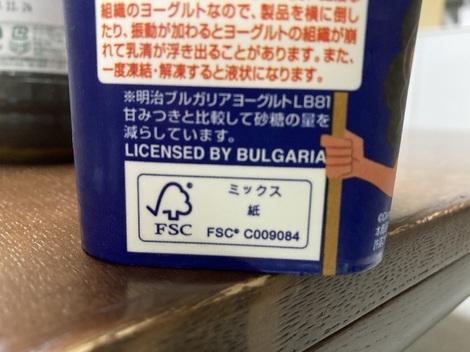 組織のヨーグルトなので、製品を横に倒し
たり、振動が加わるとヨーグルトの組織が崩
れて乳清が浮き出ることがあります。また、
一度凍結・解凍すると液状になります。
※明治ブルガリアヨーグルトLB81
甘みつきと比較して砂糖の量を
減らしています。
LICENSED BY BULGARIA
ミックス
紙
FSC
FSC® C009084